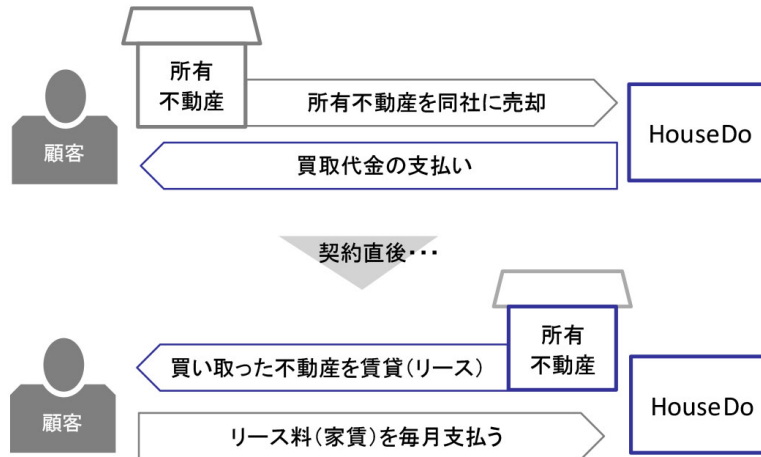 所有
不動産
所有不動産を同社に売却
HouseDo
顧客
買取代金の支払い
契約直後・・・
所有
不動産
買い取った不動産を賃貸(リース)
顧客
HouseDo
リース料(家賃)を毎月支払う